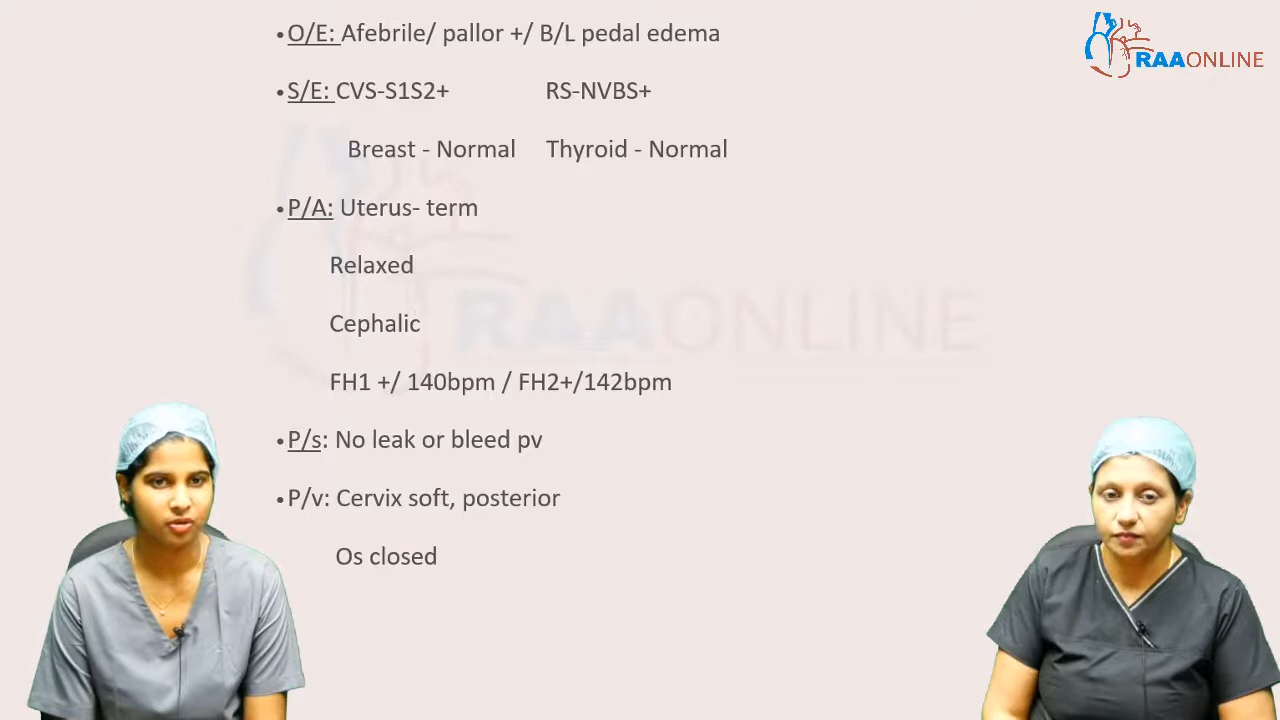 •O/E: Afebrile/ pallor +/ B/L pedal edema
RAAONLINE
•S/E: CVS-S1S2+ RS-NVBS+
Breast - Normal Thyroid - Normal
•P/A: Uterus- term
Relaxed
RAAONLINE
Cephalic
FH1 +/ 140bpm / FH2+/142bpm
•P/s: No leak or bleed pv
•P/v: Cervix soft, posterior
Os closed